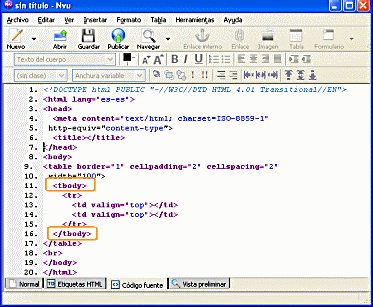 sin título - Nvu
Archivo Editar Ver Insertar Formato Tabla Herramientas Ayuda
Nuevo Abrir Guardar Publicar Navegar Enlace interno Enlace Imagen Tabla Formulario
Texto del cuerpo
(sin clase) Anchura variable
1. <!DOCTYPE html PUBLIC "-//W3C//DTD HTML 4.01 Transitional//EN">
2. <html lang="es-es">
3. <head>
4. <meta content="text/html; charset=ISO-8859-1"
5. http-equiv="content-type">
6. <title></title>
7. </head>
8. <body>
9. <table border="1" cellpadding="2" cellspacing="2"
10. width="100">
11. <tbody>
12. <tr>
13. <td valign="top"></td>
14. <td valign="top"></td>
15. </tr>
16. </tbody>
17. </table>
18. <br>
19. </body>
20. </html>
Normal Etiquetas HTML Código fuente Vista preliminar